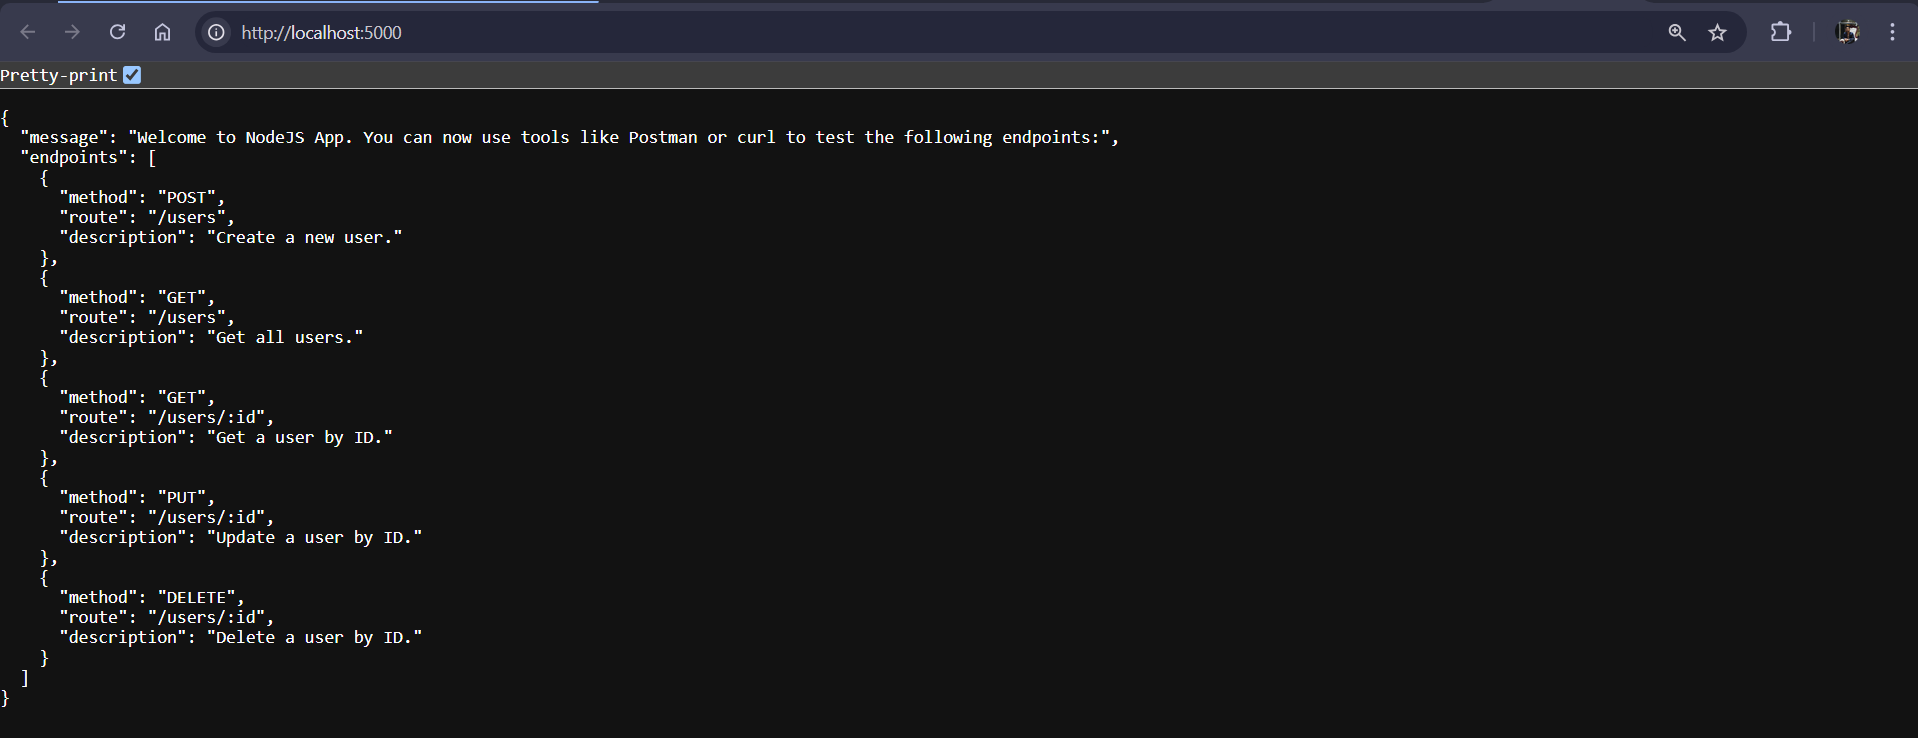 http://localhost:5000
Pretty-print
{
  "message": "Welcome to NodeJS App. You can now use tools like Postman or curl to test the following endpoints:",
  "endpoints": [
    {
      "method": "POST",
      "route": "/users",
      "description": "Create a new user."
    },
    {
      "method": "GET",
      "route": "/users",
      "description": "Get all users."
    },
    {
      "method": "GET",
      "route": "/users/:id",
      "description": "Get a user by ID."
    },
    {
      "method": "PUT",
      "route": "/users/:id",
      "description": "Update a user by ID."
    },
    {
      "method": "DELETE",
      "route": "/users/:id",
      "description": "Delete a user by ID."
    }
  ]
}